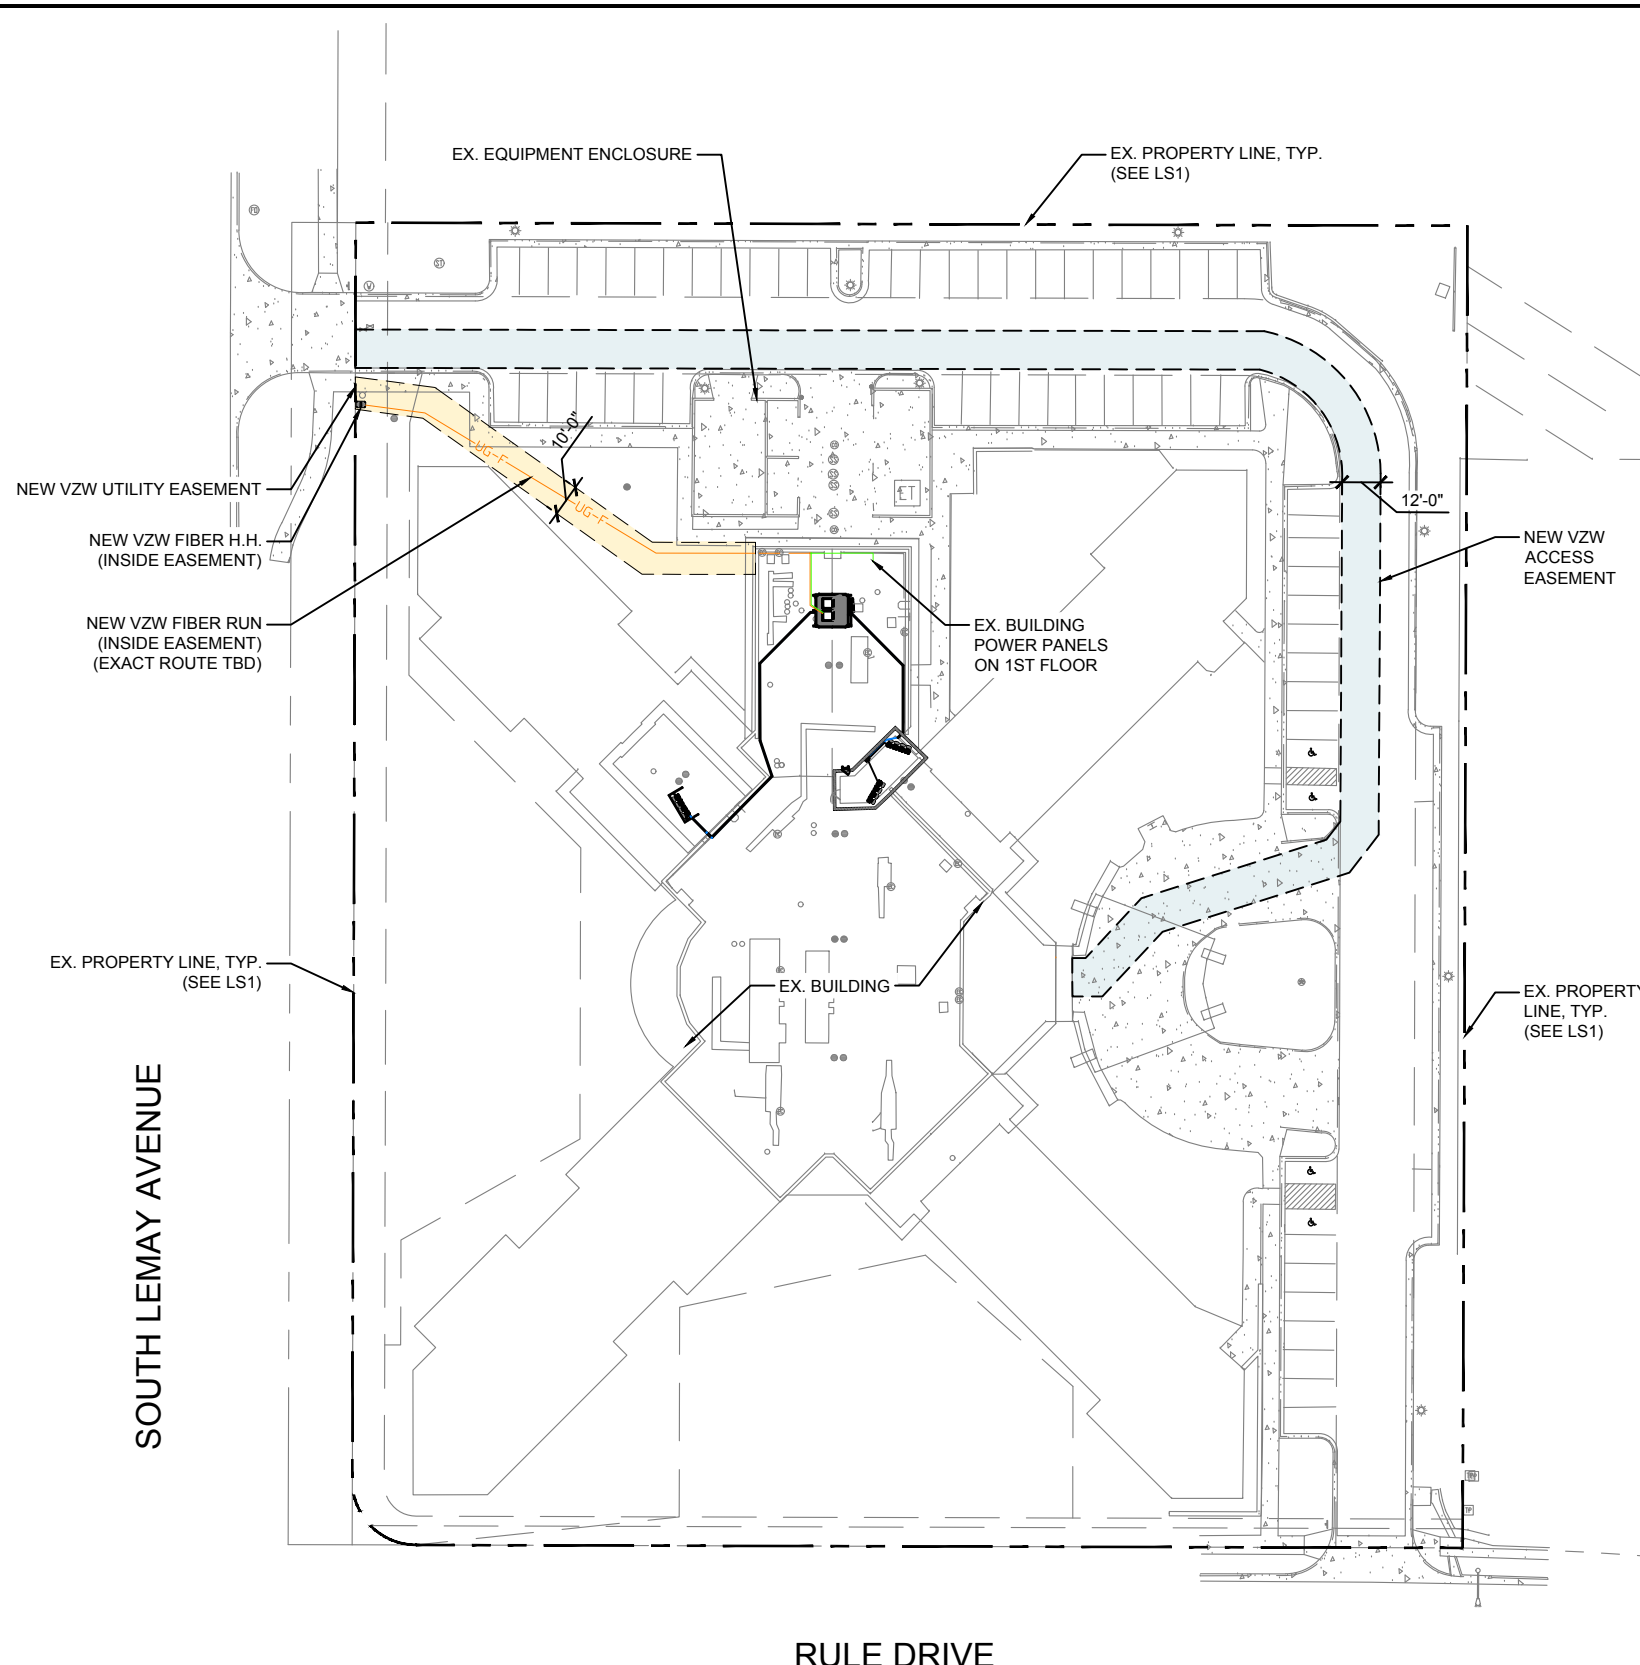 EX. EQUIPMENT ENCLOSURE
EX. PROPERTY LINE, TYP.
(SEE LS1)
10'-0"
UG-F
UG-F
ET
NEW VZW UTILITY EASEMENT
NEW VZW FIBER H.H.
(INSIDE EASEMENT)
NEW VZW FIBER RUN
(INSIDE EASEMENT)
(EXACT ROUTE TBD)
12'-0"
NEW VZW
ACCESS
EASEMENT
EX. BUILDING
POWER PANELS
ON 1ST FLOOR
EX. PROPERTY LINE, TYP.
(SEE LS1)
EX. BUILDING
EX. PROPERTY
LINE, TYP.
(SEE LS1)
SOUTH LEMAY AVENUE
RULE DRIVE